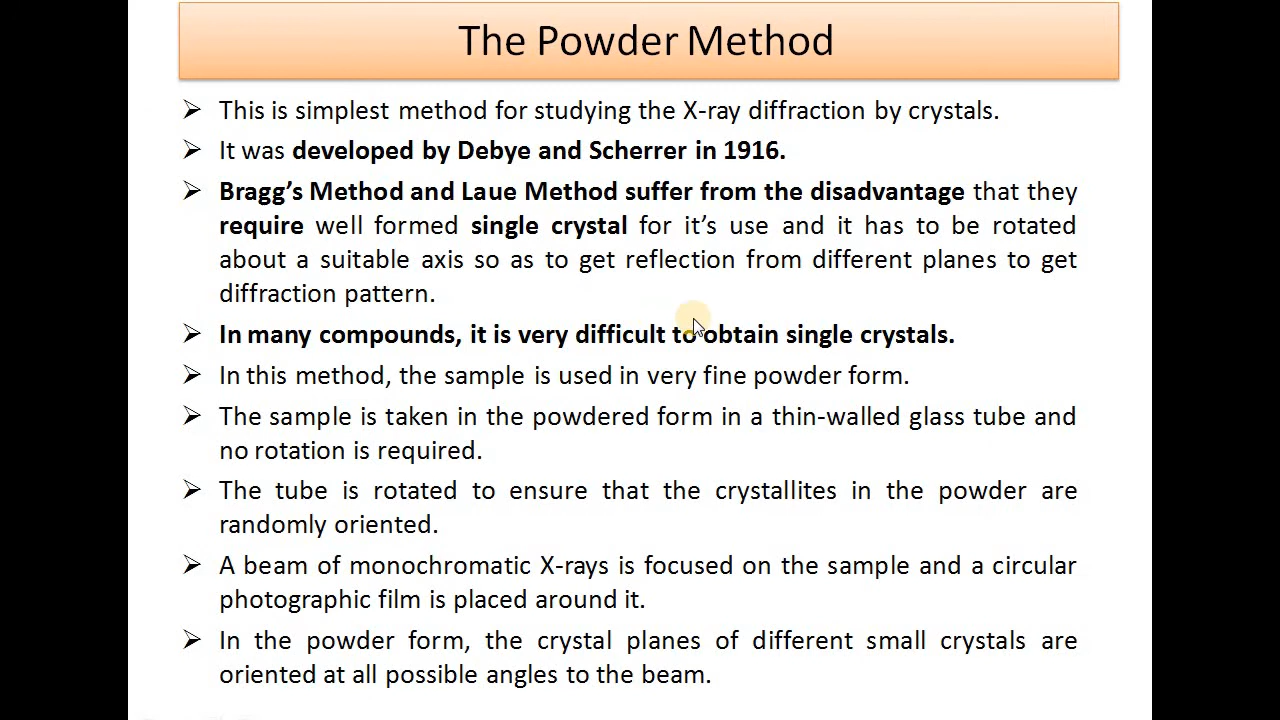 The Powder Method
➢ This is simplest method for studying the X-ray diffraction by crystals.
➢ It was developed by Debye and Scherrer in 1916.
➢ Bragg's Method and Laue Method suffer from the disadvantage that they
require well formed single crystal for it's use and it has to be rotated
about a suitable axis so as to get reflection from different planes to get
diffraction pattern.
➢ In many compounds, it is very difficult to obtain single crystals.
➢ In this method, the sample is used in very fine powder form.
➢ The sample is taken in the powdered form in a thin-walled glass tube and
no rotation is required.
➢ The tube is rotated to ensure that the crystallites in the powder are
randomly oriented.
➢ A beam of monochromatic X-rays is focused on the sample and a circular
photographic film is placed around it.
➢ In the powder form, the crystal planes of different small crystals are
oriented at all possible angles to the beam.